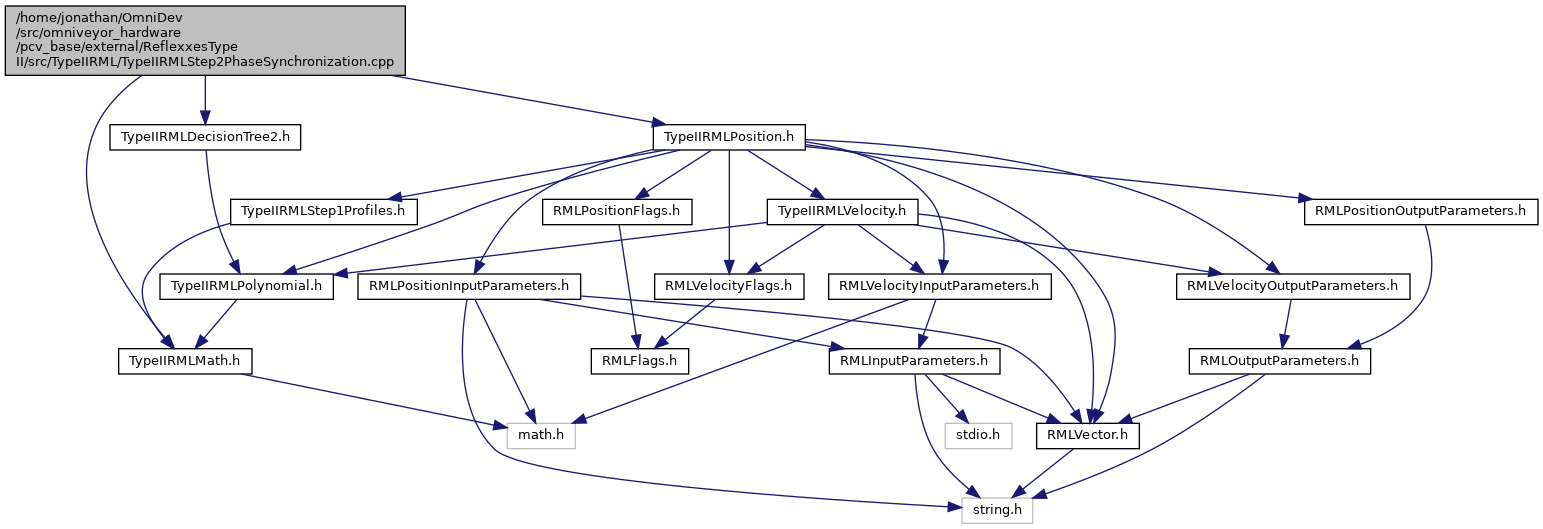 /home/jonathan/OmniDev
/src/omniveyor_hardware
/pcv_base/external/ReflexxesType
II/src/TypeIIRML/TypeIIRMLStep2PhaseSynchronization.cpp
TypeIIRMLDecisionTree2.h
TypeIIRMLPosition.h
TypeIIRMLStep1Profiles.h
RMLPositionFlags.h
TypeIIRMLVelocity.h
RMLPositionOutputParameters.h
TypeIIRMLPolynomial.h
RMLPositionInputParameters.h
RMLVelocityFlags.h
RMLVelocityInputParameters.h
RMLVelocityOutputParameters.h
TypeIIRMLMath.h
RMLFlags.h
RMLInputParameters.h
RMLOutputParameters.h
math.h
stdio.h
RMLVector.h
string.h